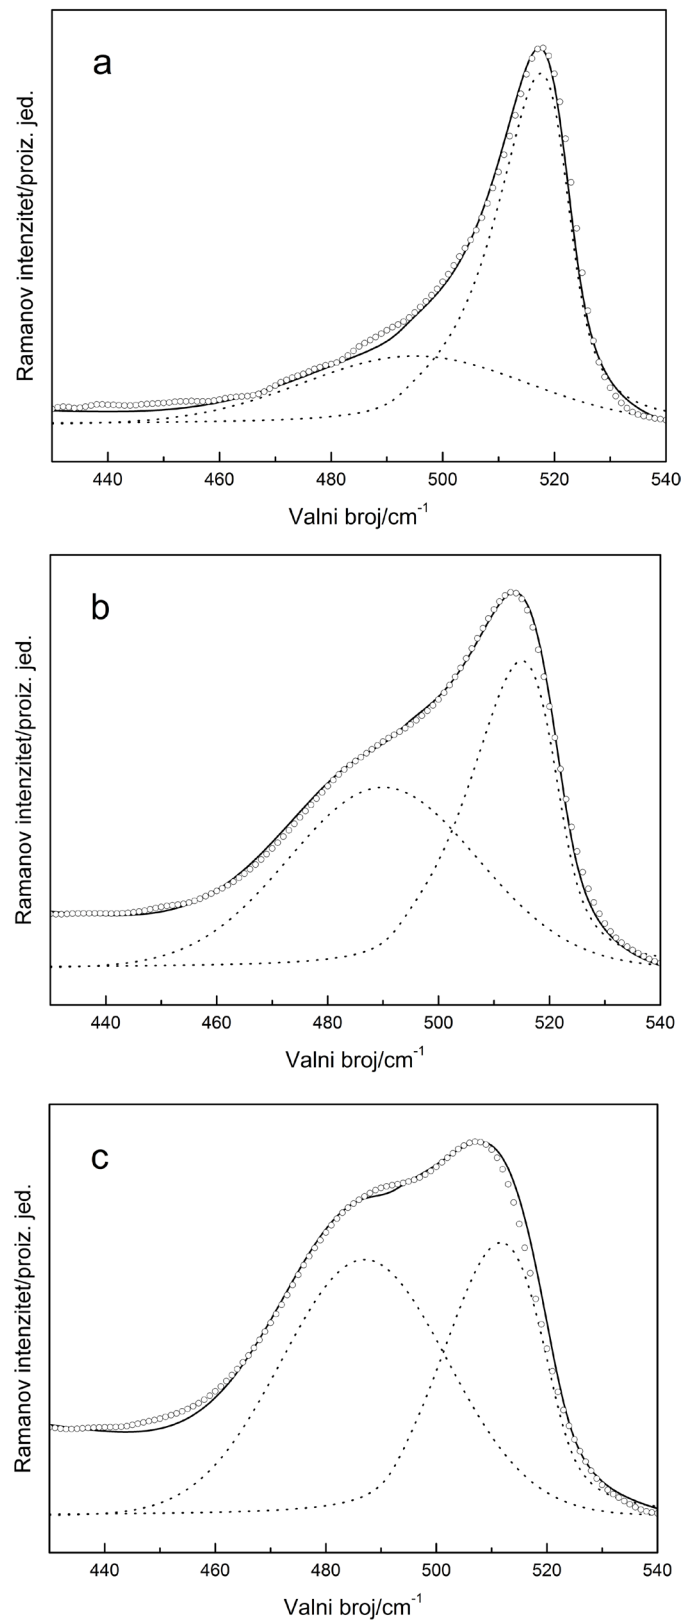 a
Ramanov intenzitet/proiz. jed.
440 460 480 500 520 540
Valni broj/cm⁻¹
b
Ramanov intenzitet/proiz. jed.
440 460 480 500 520 540
Valni broj/cm⁻¹
c
Ramanov intenzitet/proiz. jed.
440 460 480 500 520 540
Valni broj/cm⁻¹